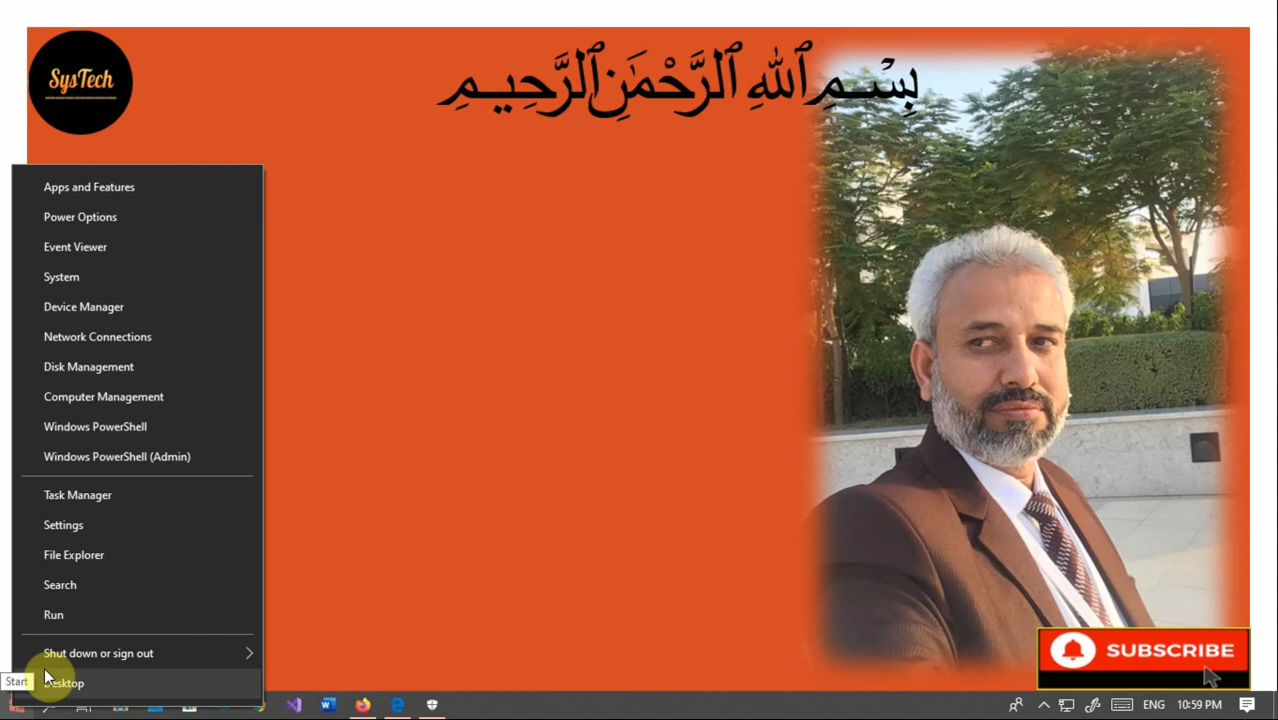 SysTech
بِسْمِ ٱللَّهِ ٱلرَّحْمَٰنِ ٱلرَّحِيمِ
Apps and Features
Power Options
Event Viewer
System
Device Manager
Network Connections
Disk Management
Computer Management
Windows PowerShell
Windows PowerShell (Admin)
Task Manager
Settings
File Explorer
Search
Run
Shut down or sign out
Desktop
Start
SUBSCRIBE
ENG 10:59 PM